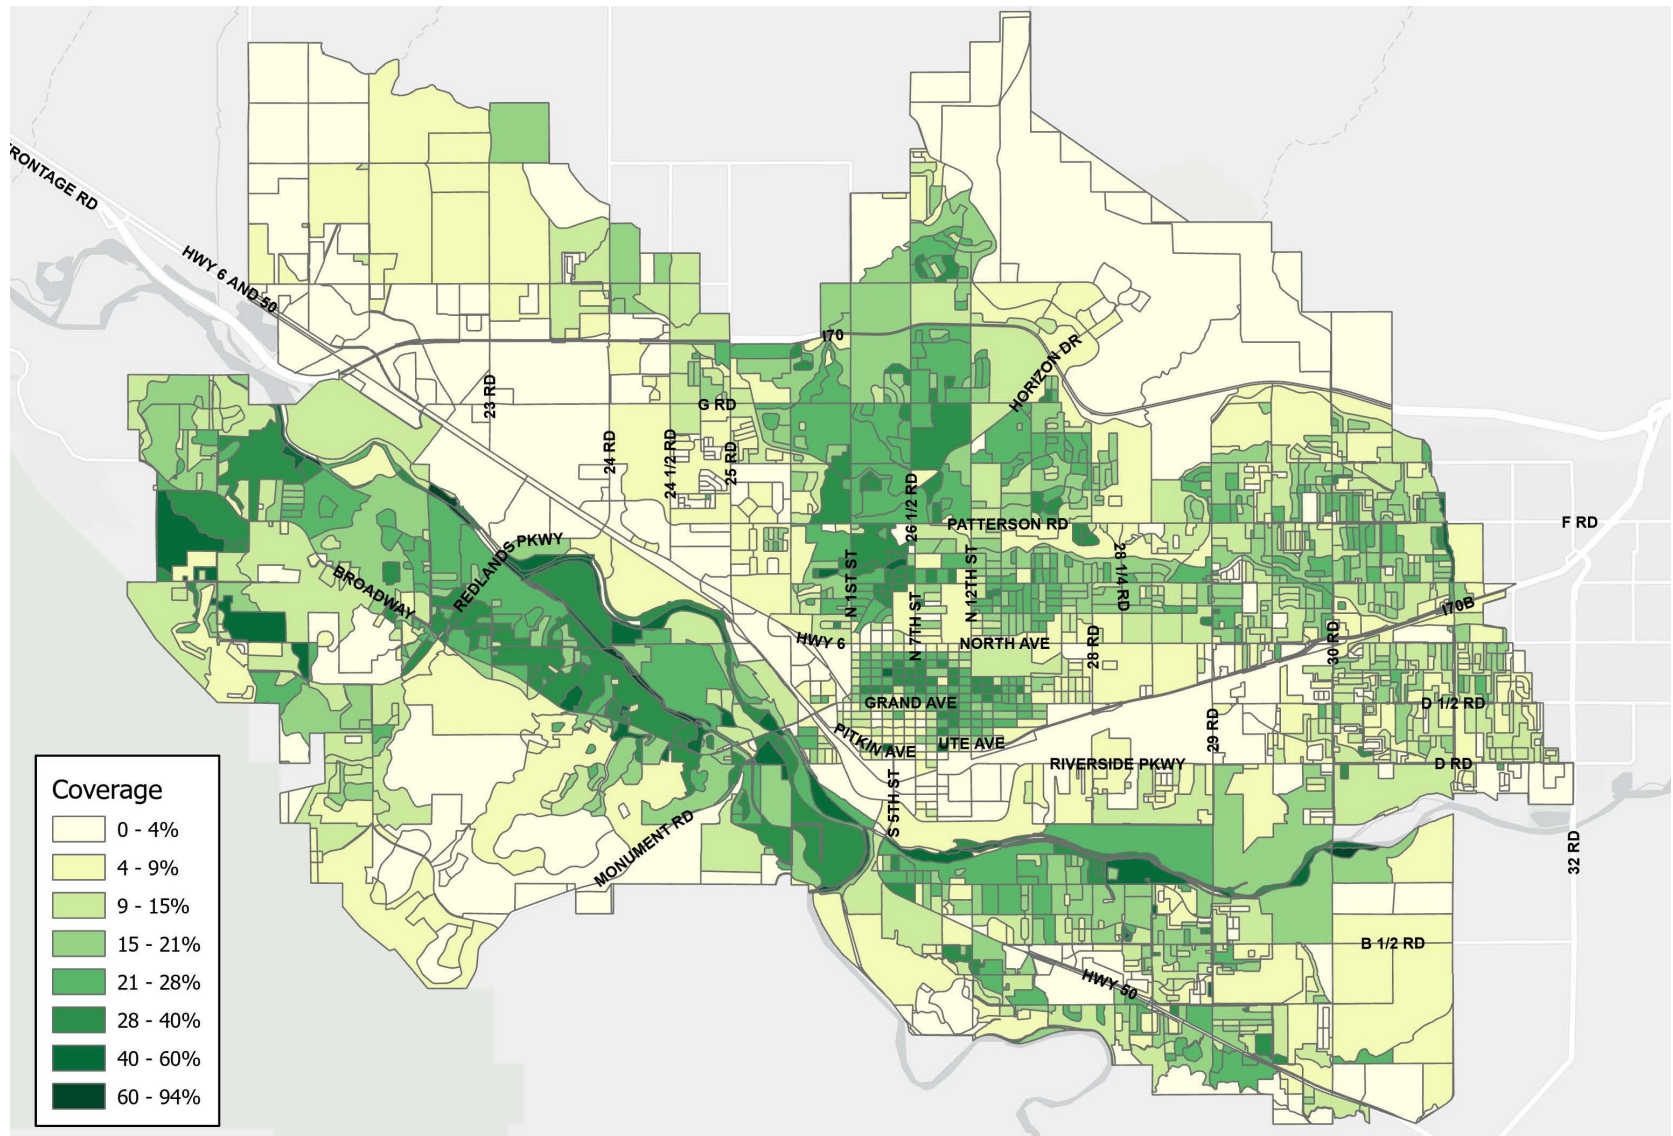 FRONTAGE RD
HWY 6 AND 50
I70
HORIZON DR
23 RD
G RD
24 RD
24 1/2 RD
25 RD
26 1/2 RD
PATTERSON RD
F RD
REDLANDS PKWY
BROADWAY
N 1ST ST
N 7TH ST
N 12TH ST
28 1/4 RD
I70B
HWY 6
NORTH AVE
28 RD
30 RD
GRAND AVE
D 1/2 RD
PITKIN AVE
UTE AVE
29 RD
RIVERSIDE PKWY
D RD
S 5TH ST
MONUMENT RD
32 RD
B 1/2 RD
HWY 50
Coverage
0 - 4%
4 - 9%
9 - 15%
15 - 21%
21 - 28%
28 - 40%
40 - 60%
60 - 94%